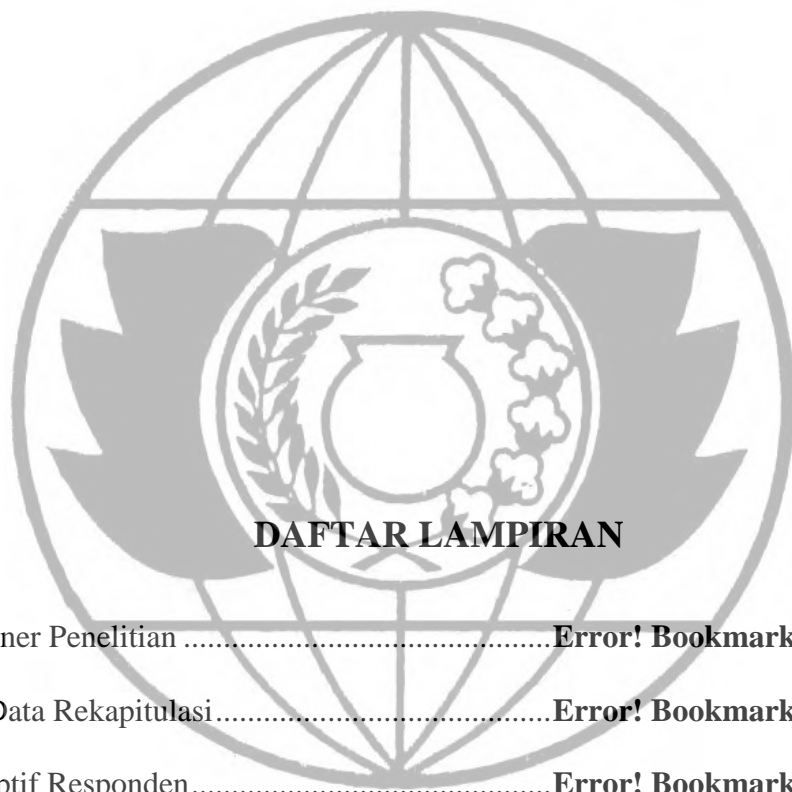 DAFTAR LAMPIRAN
ner Penelitian ............................................. Error! Bookmark
Data Rekapitulasi ......................................... Error! Bookmark
ptif Responden ............................................ Error! Bookmark